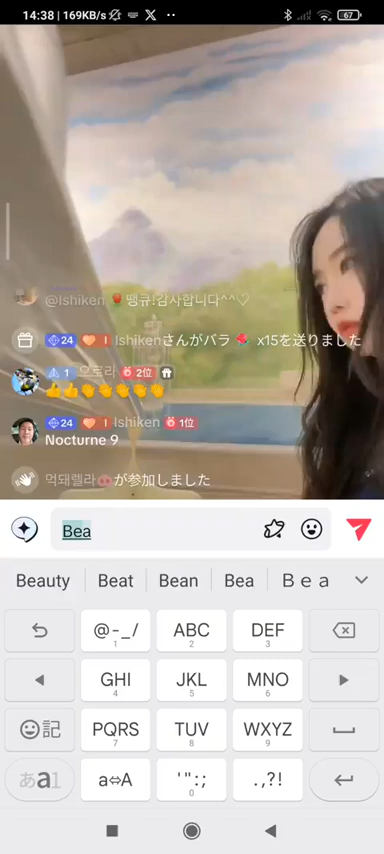 14:38 | 169KB/s
67
@Ishiken 🌹땡큐!감사합니다^^♡
24 I Ishikenさんがバラ🌹 x15を送りました
1 으로라 2位
👍👍👏👏👏👏👏
24 I Ishiken 1位
Nocturne 9
먹돼렐라🐽が参加しました
Bea
Beauty Beat Bean Bea Ｂｅａ
@-_/ 1 ABC 2 DEF 3
GHI 4 JKL 5 MNO 6
記 PQRS 7 TUV 8 WXYZ 9
あa1 a⇔A '":; 0 .,?!